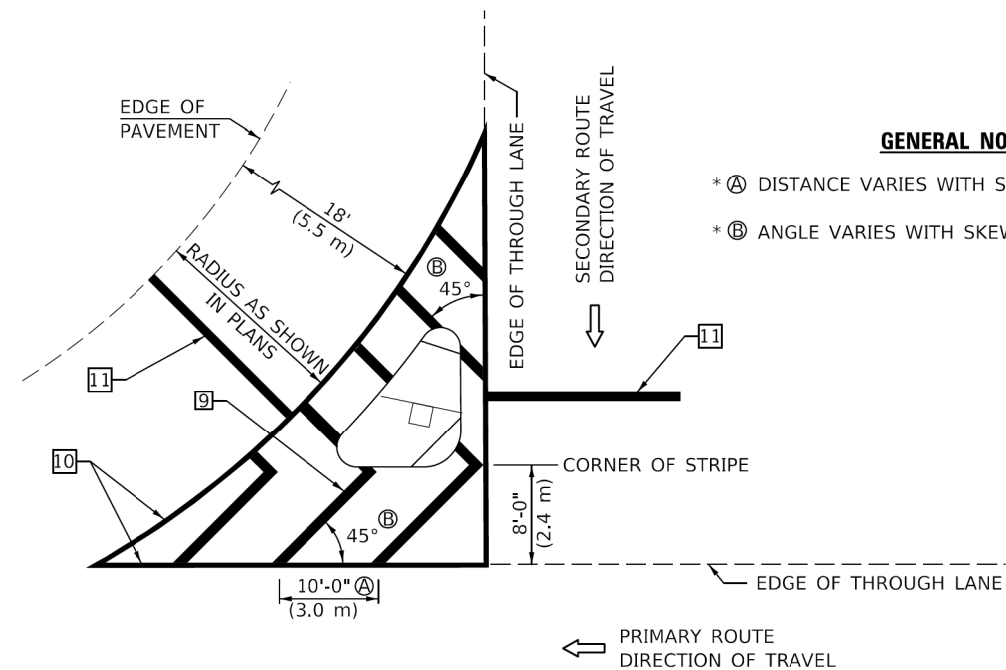 EDGE OF
PAVEMENT
18'
(5.5 m)
RADIUS AS SHOWN
IN PLANS
EDGE OF THROUGH LANE
SECONDARY ROUTE
DIRECTION OF TRAVEL
GENERAL NO
* Ⓐ DISTANCE VARIES WITH S
* Ⓑ ANGLE VARIES WITH SKEW
Ⓑ
45°
11
11
9
10
CORNER OF STRIPE
8'-0"
(2.4 m)
45° Ⓑ
10'-0" Ⓐ
(3.0 m)
EDGE OF THROUGH LANE
PRIMARY ROUTE
DIRECTION OF TRAVEL